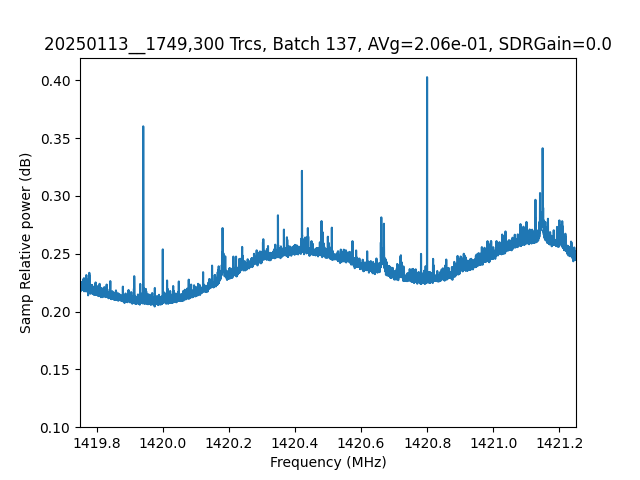 20250113__1749,300 Trcs, Batch 137, AVg=2.06e-01, SDRGain=0.0
0.40
0.35
0.30
0.25
0.20
0.15
0.10
Samp Relative power (dB)
1419.8 1420.0 1420.2 1420.4 1420.6 1420.8 1421.0 1421.2
Frequency (MHz)